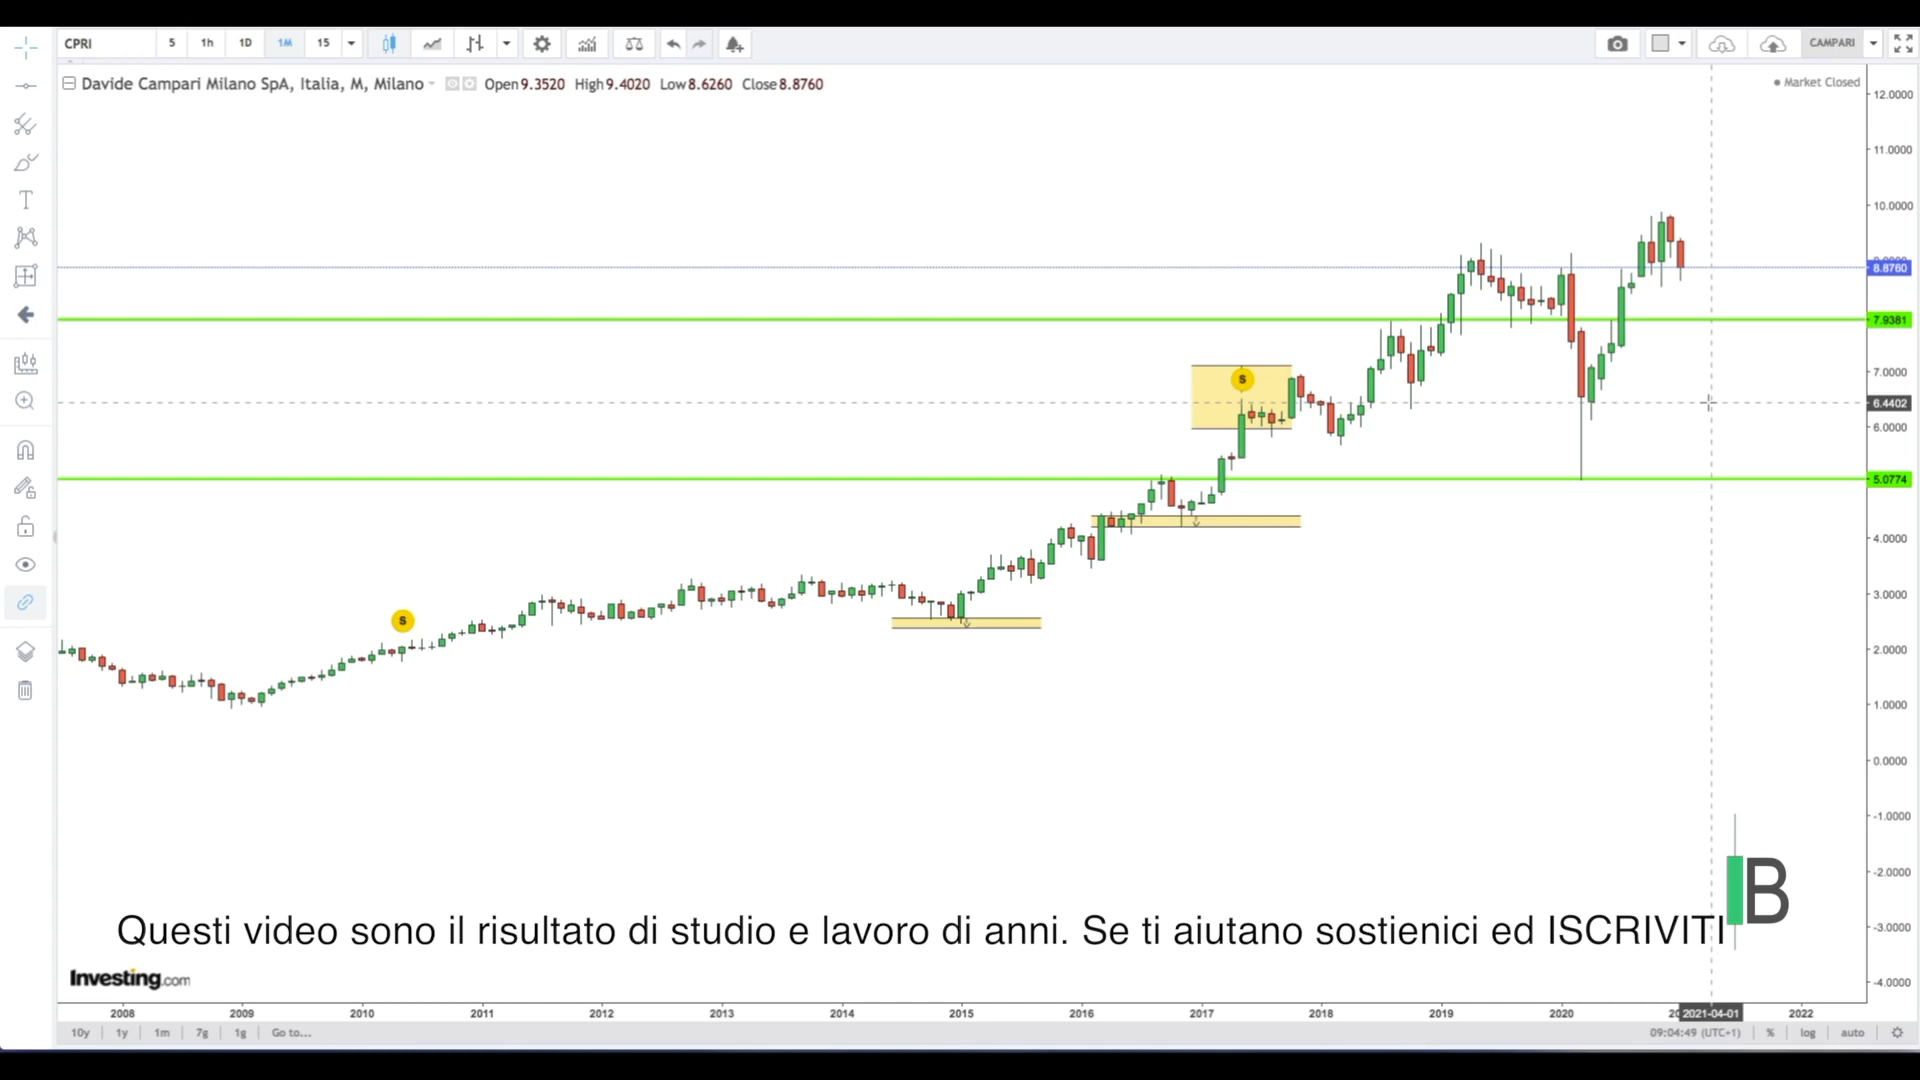 CPRI 5 1h 1D 1M 15 CAMPARI
Davide Campari Milano SpA, Italia, M, Milano Open 9.3520 High 9.4020 Low 8.6260 Close 8.8760
Market Closed
12.0000
11.0000
10.0000
8.8760
7.9381
7.0000
6.4402
6.0000
5.0774
4.0000
3.0000
2.0000
1.0000
0.0000
-1.0000
-2.0000
-3.0000
-4.0000
S
S
B
Questi video sono il risultato di studio e lavoro di anni. Se ti aiutano sostienici ed ISCRIVITI
Investing.com
2008 2009 2010 2011 2012 2013 2014 2015 2016 2017 2018 2019 2020 2021-04-01 2022
10y 1y 1m 7g 1g Go to... 09:04:49 (UTC+1) % log auto